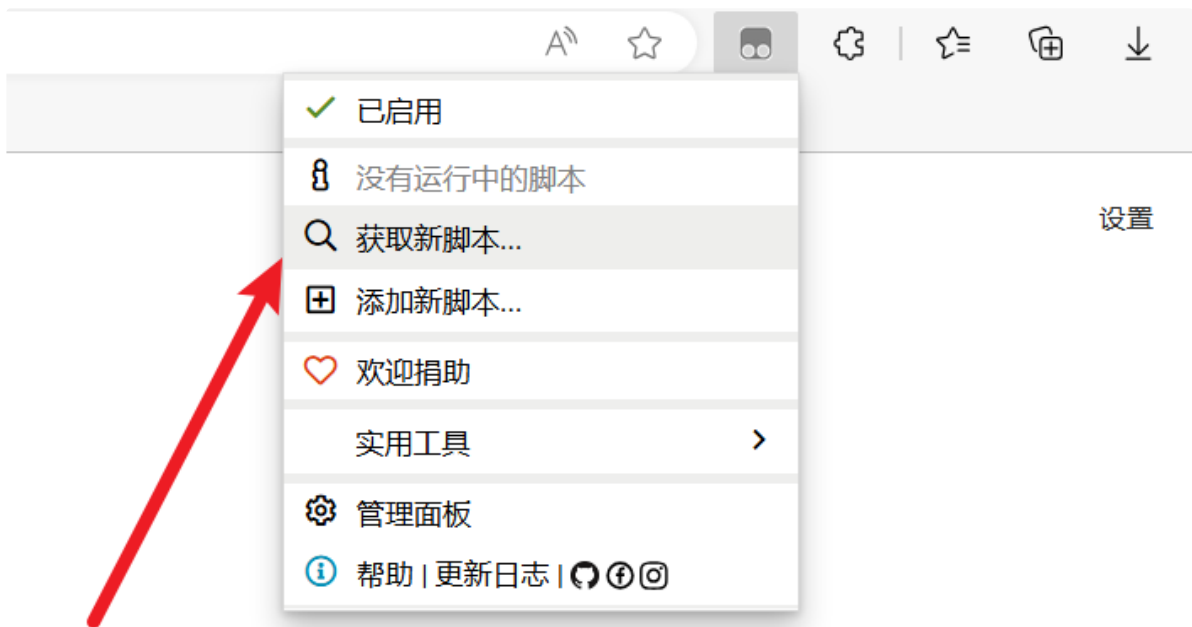 已启用
没有运行中的脚本
设置
获取新脚本...
添加新脚本...
欢迎捐助
实用工具
管理面板
帮助 | 更新日志 |